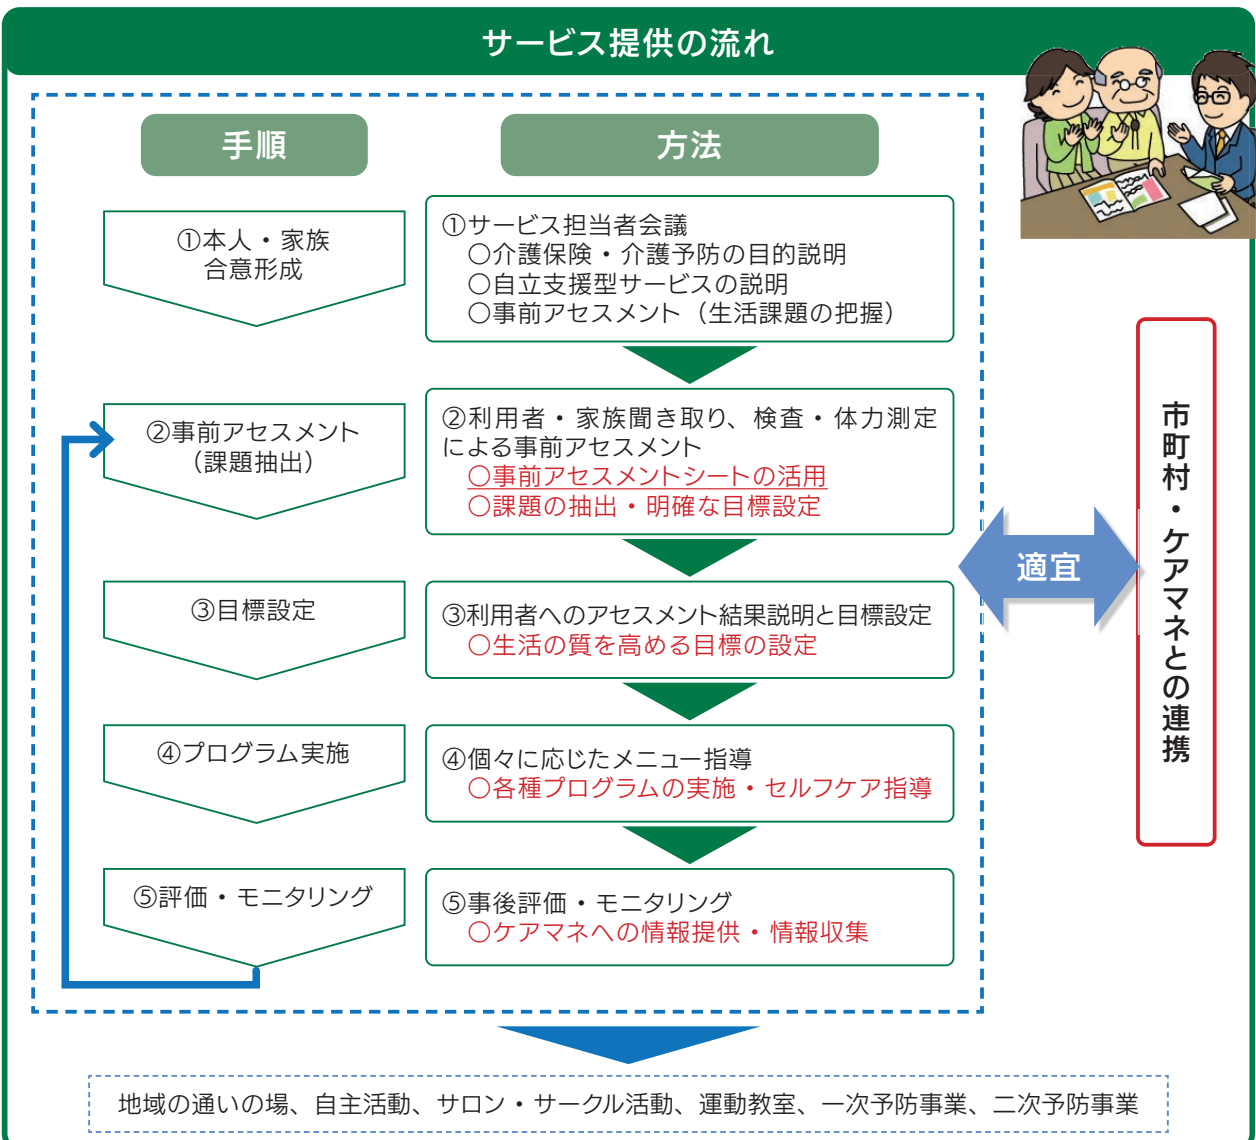 サービス提供の流れ
手順
方法
①本人・家族
合意形成
①サービス担当者会議
○介護保険・介護予防の目的説明
○自立支援型サービスの説明
○事前アセスメント（生活課題の把握）
②事前アセスメント
（課題抽出）
②利用者・家族聞き取り、検査・体力測定
による事前アセスメント
○事前アセスメントシートの活用
○課題の抽出・明確な目標設定
③目標設定
③利用者へのアセスメント結果説明と目標設定
○生活の質を高める目標の設定
④プログラム実施
④個々に応じたメニュー指導
○各種プログラムの実施・セルフケア指導
⑤評価・モニタリング
⑤事後評価・モニタリング
○ケアマネへの情報提供・情報収集
適宜
市町村・ケアマネとの連携
地域の通いの場、自主活動、サロン・サークル活動、運動教室、一次予防事業、二次予防事業